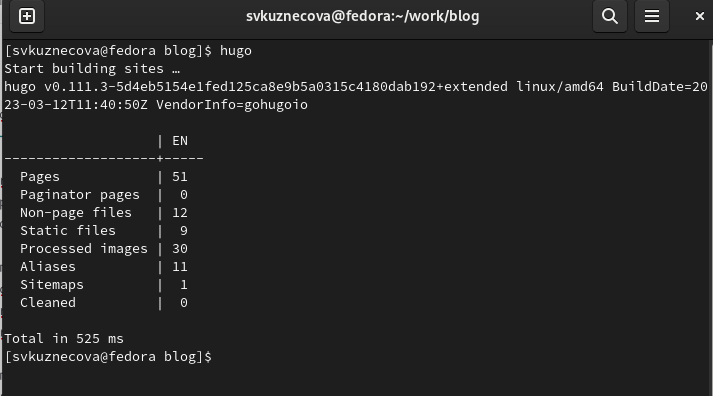 svkuznecova@fedora:~/work/blog
[svkuznecova@fedora blog]$ hugo
Start building sites …
hugo v0.111.3-5d4eb5154e1fed125ca8e9b5a0315c4180dab192+extended linux/amd64 BuildDate=20
23-03-12T11:40:50Z VendorInfo=gohugoio
                   | EN
-------------------+-----
  Pages            | 51
  Paginator pages  |  0
  Non-page files   | 12
  Static files     |  9
  Processed images | 30
  Aliases          | 11
  Sitemaps         |  1
  Cleaned          |  0
Total in 525 ms
[svkuznecova@fedora blog]$